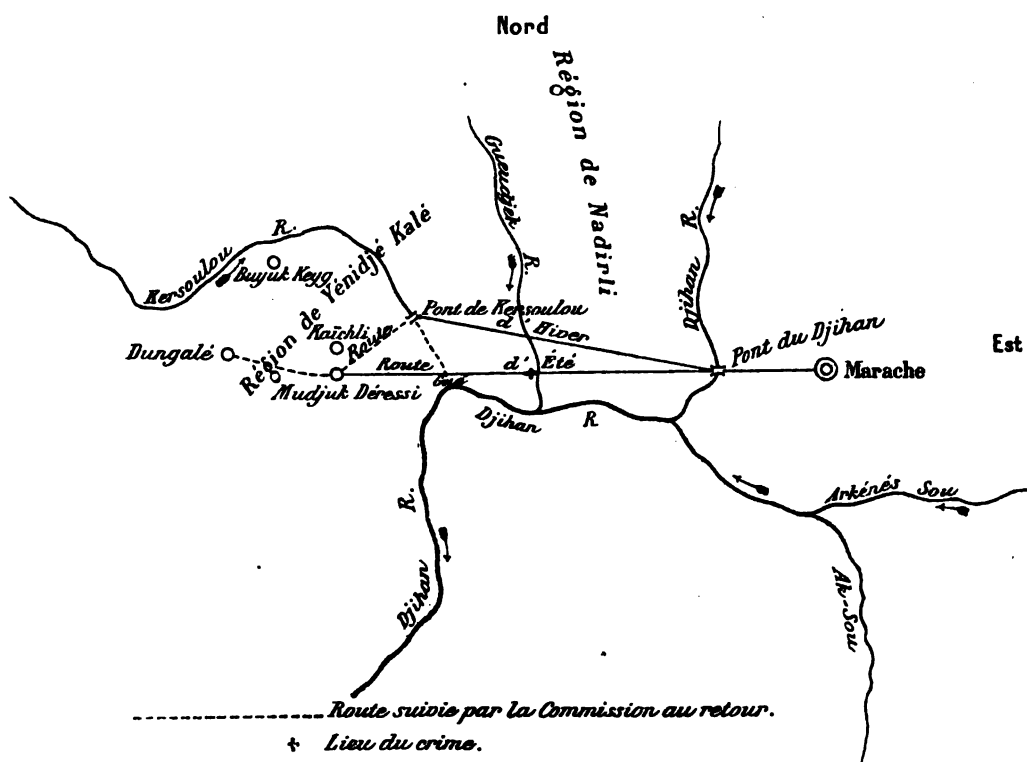 Nord
Région de Nadirli
Gueudjek R.
Djihan R.
Kersoulou R.
Buyuk Keyg
Région de Yénidjé Kalé
Pont de Kersoulou
Route d'Hiver
Kaïchli
Pont du Djihan
Est
Dungalé
Route d'Été
Marache
Mudjuk Déressi
Djihan R
Djihan R.
Arkénés Sou
Ak-Sou
Route suivie par la Commission au retour.
Lieu du crime.